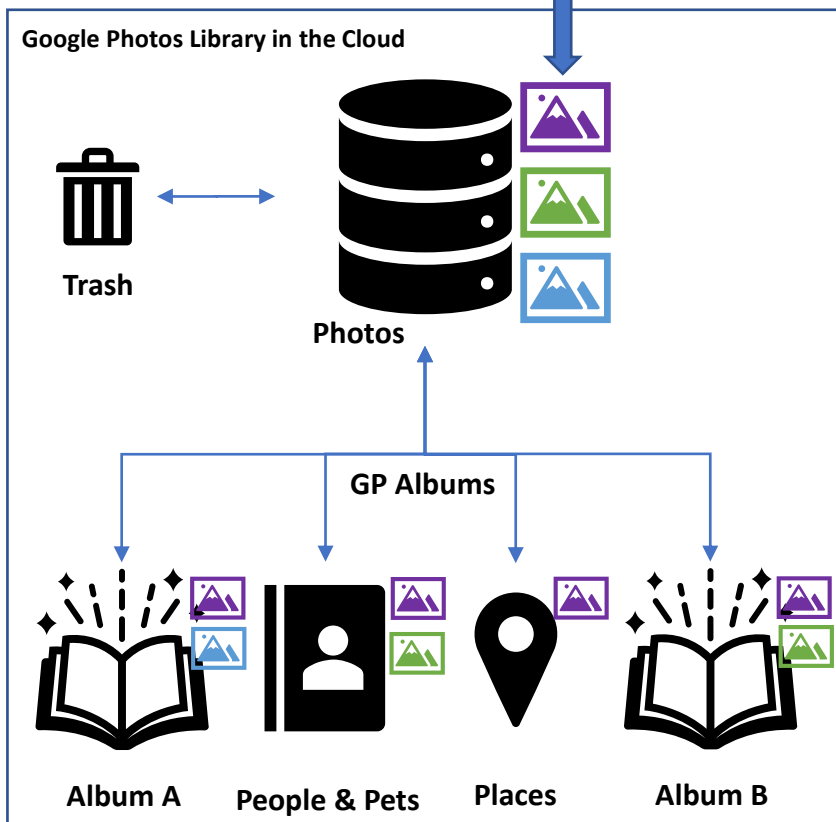 Google Photos Library in the Cloud
Trash
Photos
GP Albums
Album A
People & Pets
Places
Album B